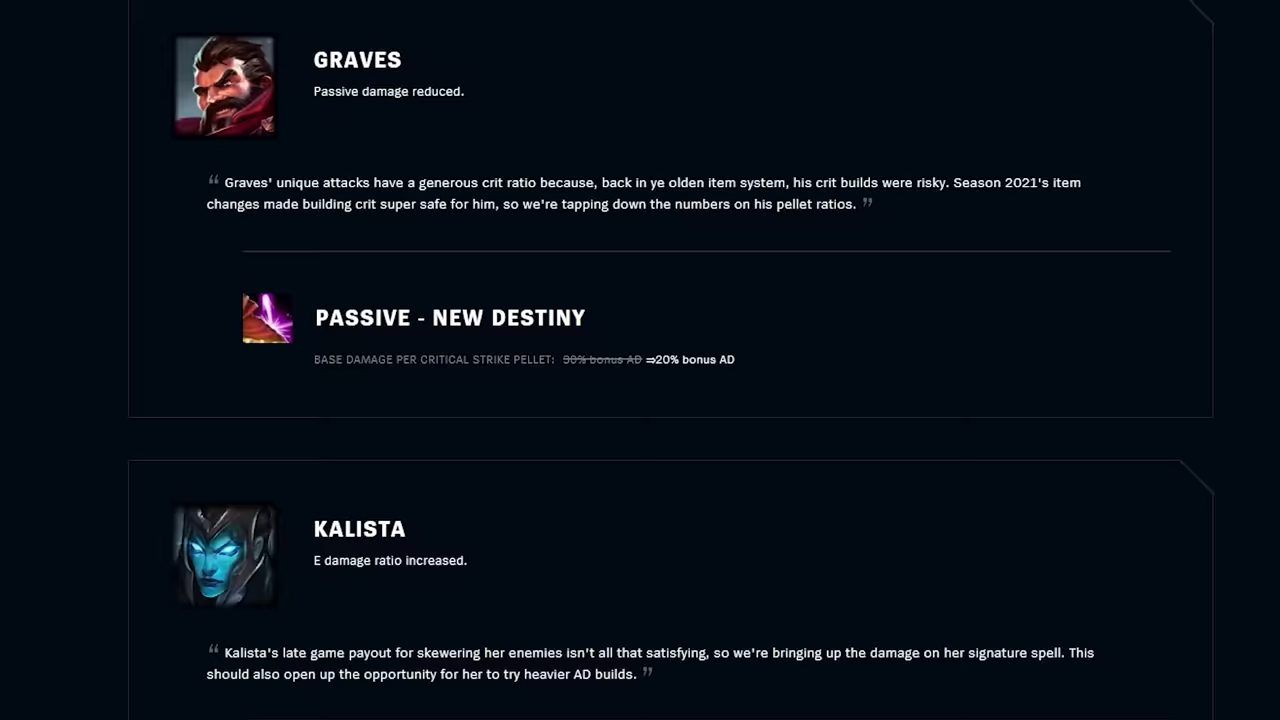 GRAVES
Passive damage reduced.
“ Graves' unique attacks have a generous crit ratio because, back in ye olden item system, his crit builds were risky. Season 2021's item
changes made building crit super safe for him, so we're tapping down the numbers on his pellet ratios. ”
PASSIVE - NEW DESTINY
BASE DAMAGE PER CRITICAL STRIKE PELLET: 30% bonus AD ⇒20% bonus AD
KALISTA
E damage ratio increased.
“ Kalista's late game payout for skewering her enemies isn't all that satisfying, so we're bringing up the damage on her signature spell. This
should also open up the opportunity for her to try heavier AD builds. ”